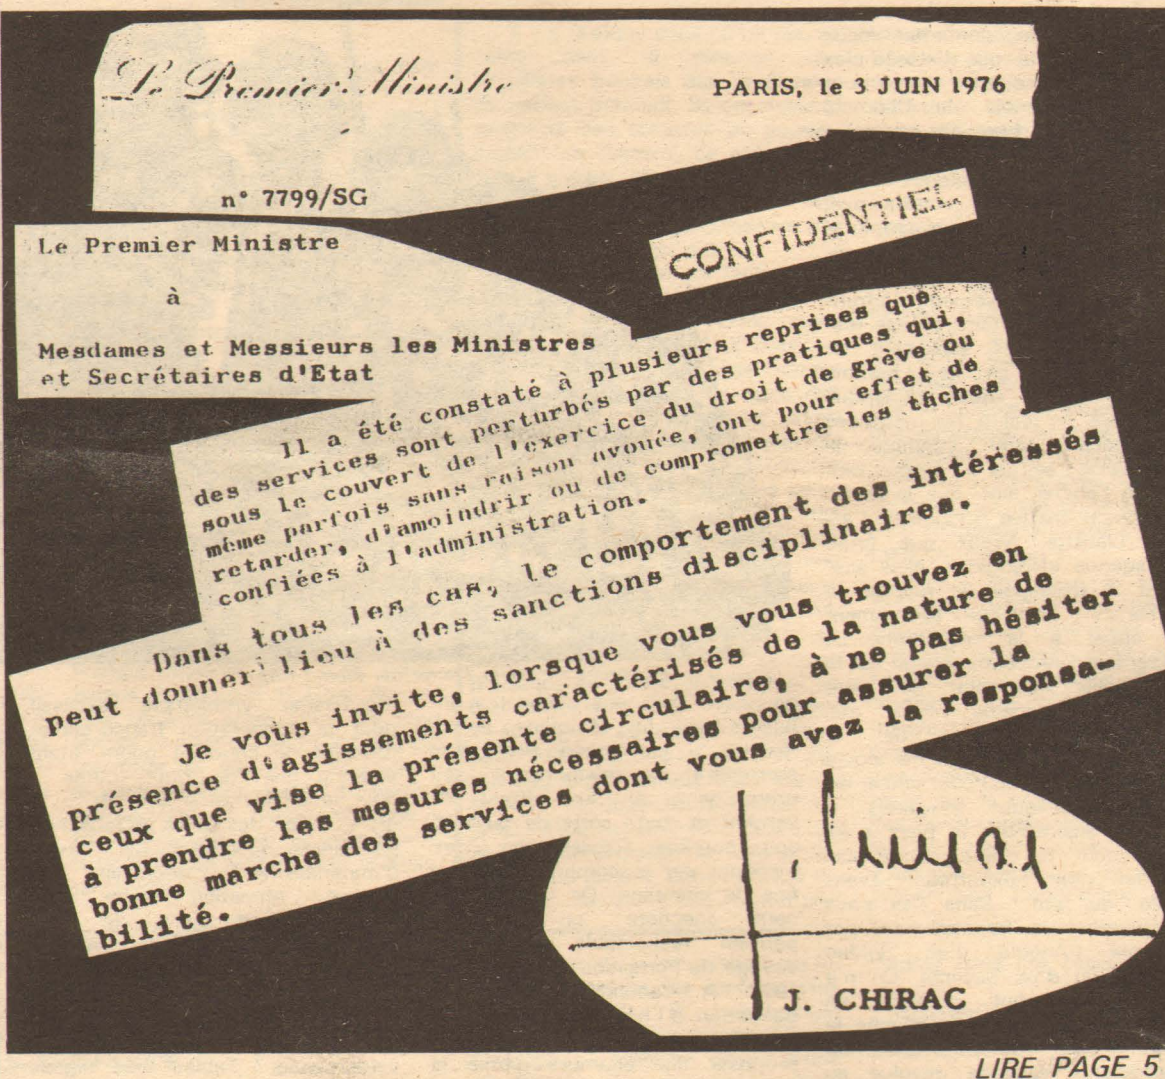 Le Premier Ministre
PARIS, le 3 JUIN 1976
n° 7799/SG
CONFIDENTIEL
Le Premier Ministre
à
Mesdames et Messieurs les Ministres
et Secrétaires d'Etat
Il a été constaté à plusieurs reprises que
des services sont perturbés par des pratiques qui,
sous le couvert de l'exercice du droit de grève ou
même parfois sans raison avouée, ont pour effet de
retarder, d'amoindrir ou de compromettre les tâches
confiées à l'administration.
Dans tous les cas, le comportement des intéressés
peut donner lieu à des sanctions disciplinaires.
Je vous invite, lorsque vous vous trouvez en
présence d'agissements caractérisés de la nature de
ceux que vise la présente circulaire, à ne pas hésiter
à prendre les mesures nécessaires pour assurer la
bonne marche des services dont vous avez la responsa-
bilité.
J. CHIRAC
LIRE PAGE 5